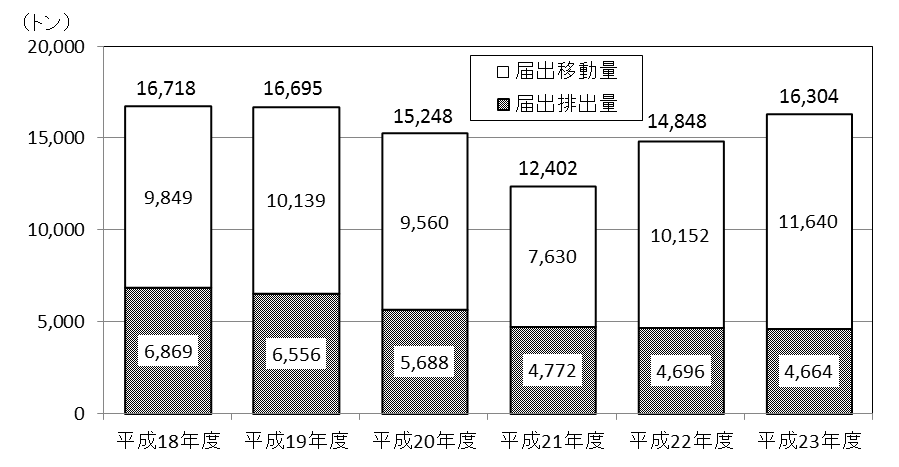 （トン）
20,000
15,000
10,000
5,000
0
届出移動量
届出排出量
16,718
16,695
15,248
12,402
14,848
16,304
9,849
10,139
9,560
7,630
10,152
11,640
6,869
6,556
5,688
4,772
4,696
4,664
平成18年度
平成19年度
平成20年度
平成21年度
平成22年度
平成23年度